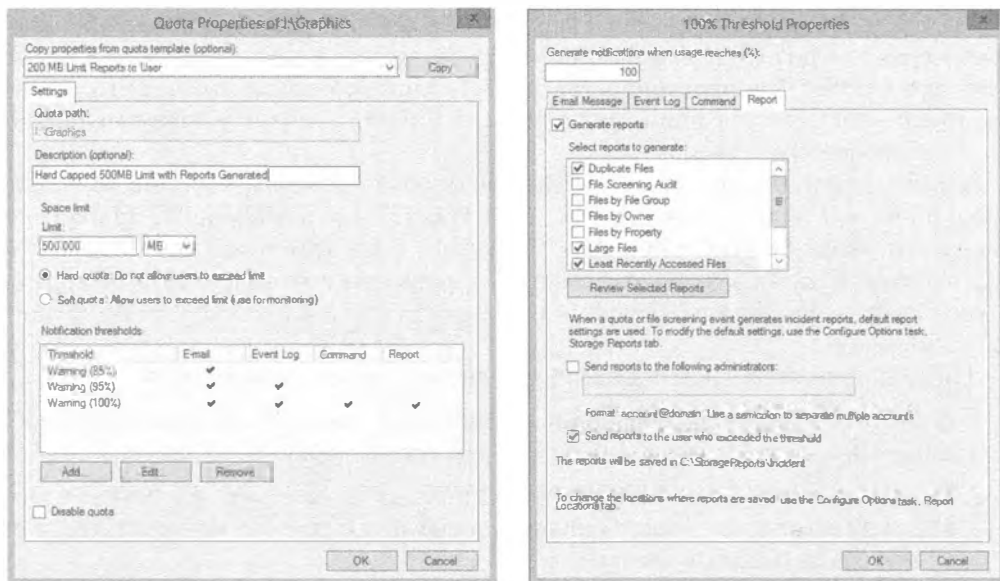 Quota Properties of J:\Graphics
Copy properties from quota template (optional):
200 MB Limit Reports to User
Copy
Settings
Quota path:
Graphics
Description (optional):
Hard Capped 500MB Limit with Reports Generated
Space limit
Limit:
500.000 MB
Hard quota: Do not allow users to exceed limit
Soft quota: Allow users to exceed limit (use for monitoring)
Notification thresholds
Threshold E-mail Event Log Command Report
Warning (85%)
Warning (95%)
Warning (100%)
Add... Edit... Remove
Disable quota
OK Cancel
100% Threshold Properties
Generate notifications when usage reaches (%):
100
E-mail Message Event Log Command Report
Generate reports
Select reports to generate:
Duplicate Files
File Screening Audit
Files by File Group
Files by Owner
Files by Property
Large Files
Least Recently Accessed Files
Review Selected Reports
When a quota or file screening event generates incident reports, default report
settings are used. To modify the default settings, use the Configure Options task,
Storage Reports tab.
Send reports to the following administrators:
Format: account@domain. Use a semicolon to separate multiple accounts
Send reports to the user who exceeded the threshold
The reports will be saved in C:\StorageReports\Incident
To change the locations where reports are saved use the Configure Options task, Report
Locations tab.
OK Cancel